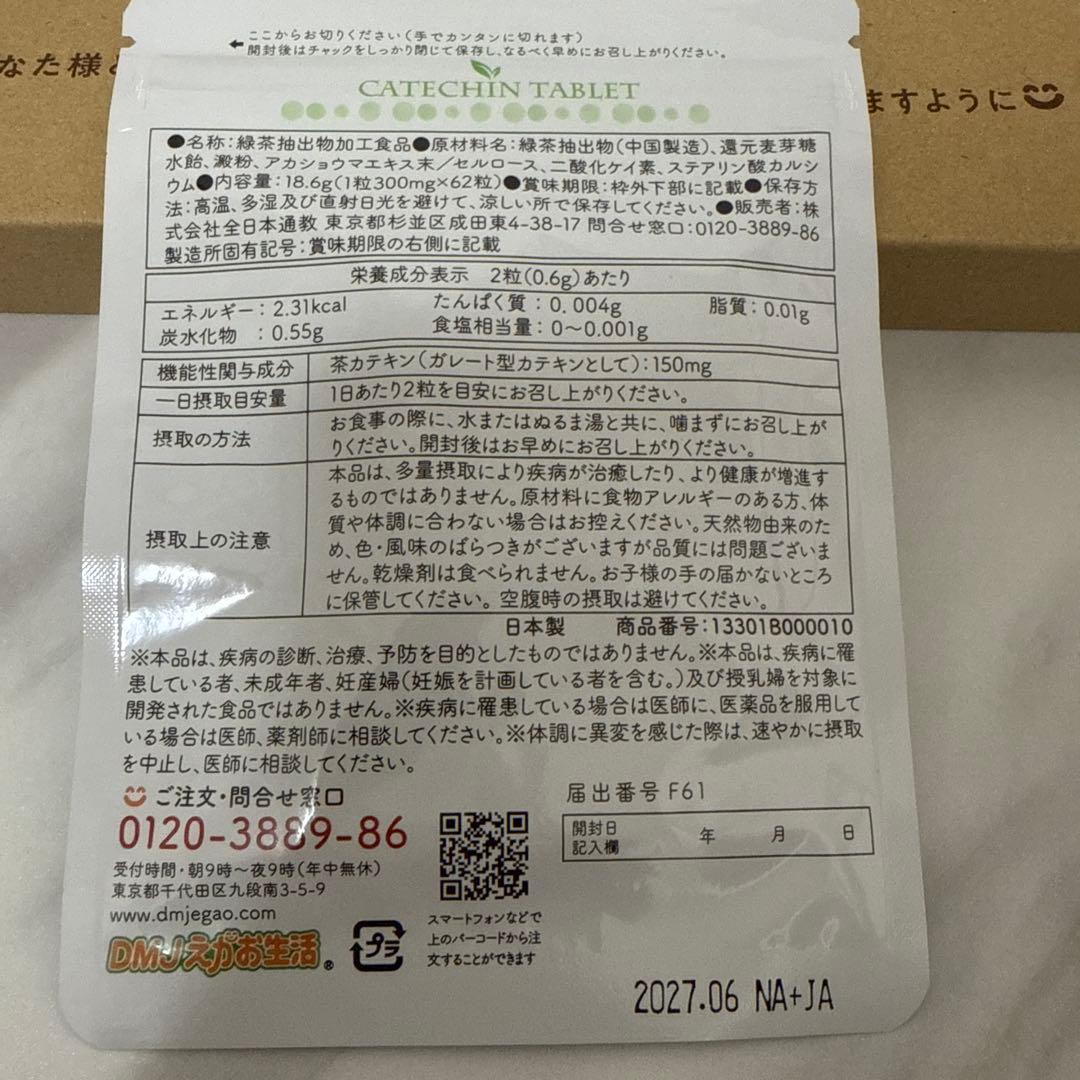 ここからお切りください(手でカンタンに切れます)
開封後はチャックをしっかり閉じて保存し、なるべく早めにお召し上がりください。
なた様と
ますように
CATECHIN TABLET
●名称:緑茶抽出物加工食品●原材料名:緑茶抽出物(中国製造)、還元麦芽糖
水飴、澱粉、アカショウマエキス末/セルロース、二酸化ケイ素、ステアリン酸カルシ
ウム●内容量:18.6g(1粒300mg×62粒)●賞味期限:枠外下部に記載●保存方
法:高温、多湿及び直射日光を避けて、涼しい所で保存してください。●販売者:株
式会社全日本通教 東京都杉並区成田東4-38-17 問合せ窓口:0120-3889-86
製造所固有記号:賞味期限の右側に記載
栄養成分表示 2粒(0.6g)あたり
エネルギー:2.31kcal たんぱく質:0.004g 脂質:0.01g
炭水化物 :0.55g 食塩相当量:0~0.001g
機能性関与成分 茶カテキン(ガレート型カテキンとして):150mg
一日摂取目安量 1日あたり2粒を目安にお召し上がりください。
摂取の方法 お食事の際に、水またはぬるま湯と共に、噛まずにお召し上が
りください。開封後はお早めにお召し上がりください。
摂取上の注意 本品は、多量摂取により疾病が治癒したり、より健康が増進す
るものではありません。原材料に食物アレルギーのある方、体
質や体調に合わない場合はお控えください。天然物由来のた
め、色・風味のばらつきがございますが品質には問題ございま
せん。乾燥剤は食べられません。お子様の手の届かないところ
に保管してください。空腹時の摂取は避けてください。
日本製 商品番号:13301B000010
※本品は、疾病の診断、治療、予防を目的としたものではありません。※本品は、疾病に罹
患している者、未成年者、妊産婦(妊娠を計画している者を含む。)及び授乳婦を対象に
開発された食品ではありません。※疾病に罹患している場合は医師に、医薬品を服用して
いる場合は医師、薬剤師に相談してください。※体調に異変を感じた際は、速やかに摂取
を中止し、医師に相談してください。
ご注文・問合せ窓口
0120-3889-86
受付時間・朝9時~夜9時(年中無休)
東京都千代田区九段南3-5-9
www.dmjegao.com
DMJえがお生活®
プラ
スマートフォンなどで
上のバーコードから注
文することができます
届出番号 F61
開封日
記入欄 年 月 日
2027.06 NA+JA